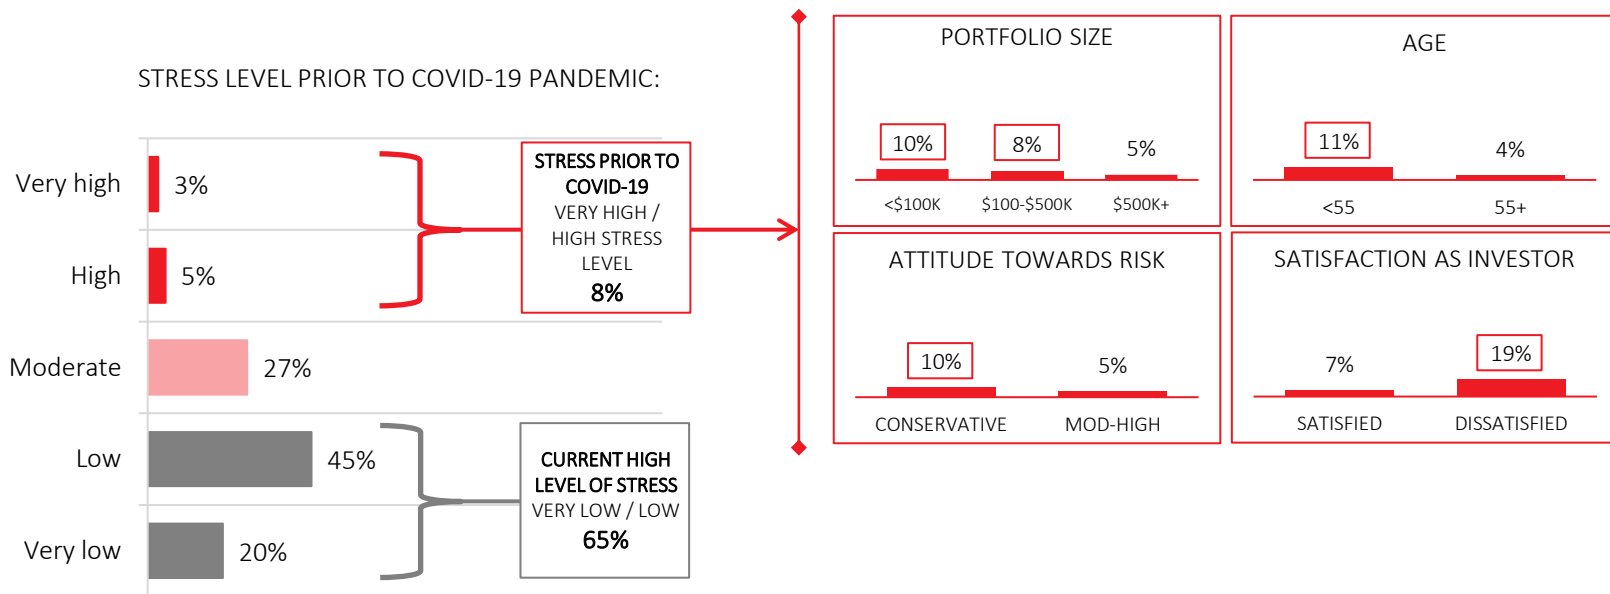 STRESS LEVEL PRIOR TO COVID-19 PANDEMIC:
Very high
3%
High
5%
Moderate
27%
Low
45%
Very low
20%
STRESS PRIOR TO
COVID-19
VERY HIGH /
HIGH STRESS
LEVEL
8%
CURRENT HIGH
LEVEL OF STRESS
VERY LOW / LOW
65%
PORTFOLIO SIZE
10%
8%
5%
<$100K
$100-$500K
$500K+
AGE
11%
4%
<55
55+
ATTITUDE TOWARDS RISK
10%
5%
CONSERVATIVE
MOD-HIGH
SATISFACTION AS INVESTOR
7%
19%
SATISFIED
DISSATISFIED